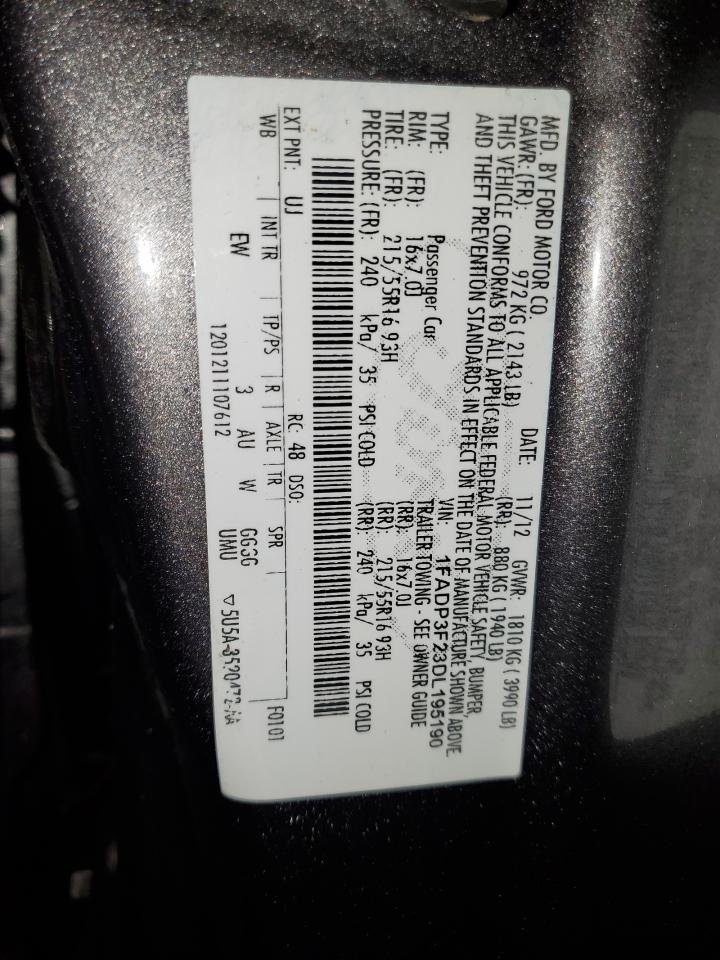 MFD. BY FORD MOTOR CO. DATE: 11/12 GVWR: 1810 KG ( 3990 LB)
GAWR: (FR): 972 KG ( 2143 LB) (RR): 880 KG ( 1940 LB)
THIS VEHICLE CONFORMS TO ALL APPLICABLE FEDERAL MOTOR VEHICLE SAFETY, BUMPER,
AND THEFT PREVENTION STANDARDS IN EFFECT ON THE DATE OF MANUFACTURE SHOWN ABOVE.
VIN: 1FADP3F23DL195190
TYPE: Passenger Car TRAILER TOWING - SEE OWNER GUIDE
RIM: (FR): 16x7.0J (RR): 16x7.0J
TIRE: (FR): 215/55R16 93H (RR): 215/55R16 93H
PRESSURE: (FR): 240 kPa/ 35 PSI COLD (RR): 240 kPa/ 35 PSI COLD
EXT PNT: UJ RC: 48 DSO: F0101
WB INT TR TP/PS R AXLE TR SPR
EW 3 AU W GG3G
UMU
1201211107612